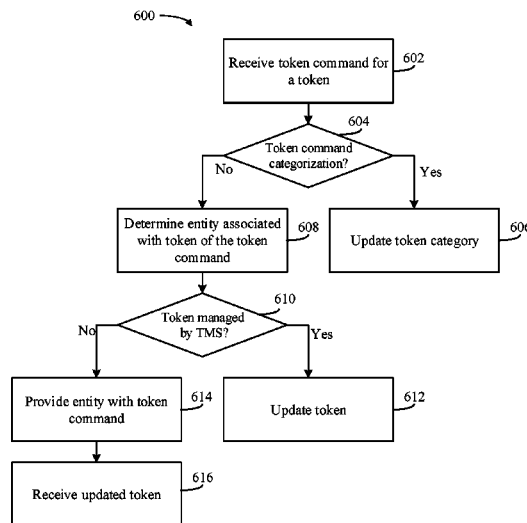 600
Receive token command for
a token
602
604
Token command
categorization?
No
Yes
Determine entity associated
with token of the token
command
608
Update token category
606
610
Token managed
by TMS?
No
Yes
Provide entity with token
command
614
Update token
612
Receive updated token
616